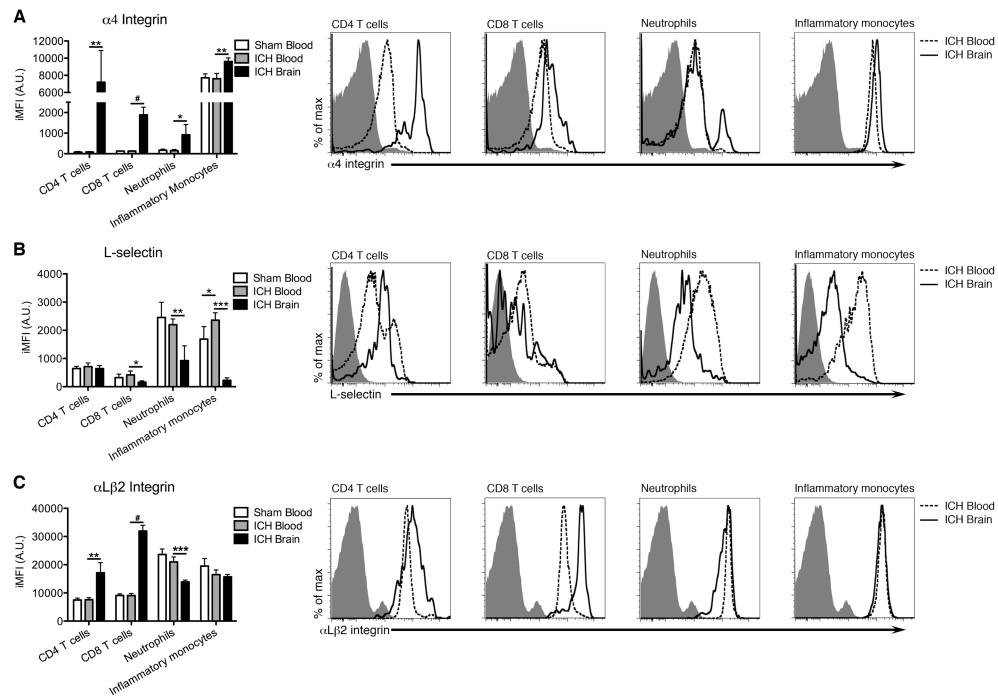 A
α4 Integrin
iMFI (A.U.)
12000
10000
8000
6000
2000
1000
0
**
#
*
**
Sham Blood
ICH Blood
ICH Brain
CD4 T cells
CD8 T cells
Neutrophils
Inflammatory Monocytes
CD4 T cells
CD8 T cells
Neutrophils
Inflammatory monocytes
% of max
α4 integrin
ICH Blood
ICH Brain
B
L-selectin
iMFI (A.U.)
4000
3000
2000
1000
0
*
**
*
***
Sham Blood
ICH Blood
ICH Brain
CD4 T cells
CD8 T cells
Neutrophils
Inflammatory monocytes
CD4 T cells
CD8 T cells
Neutrophils
Inflammatory monocytes
% of max
L-selectin
ICH Blood
ICH Brain
C
αLβ2 Integrin
iMFI (A.U.)
40000
30000
20000
10000
0
**
#
***
Sham Blood
ICH Blood
ICH Brain
CD4 T cells
CD8 T cells
Neutrophils
Inflammatory monocytes
CD4 T cells
CD8 T cells
Neutrophils
Inflammatory monocytes
% of max
αLβ2 integrin
ICH Blood
ICH Brain